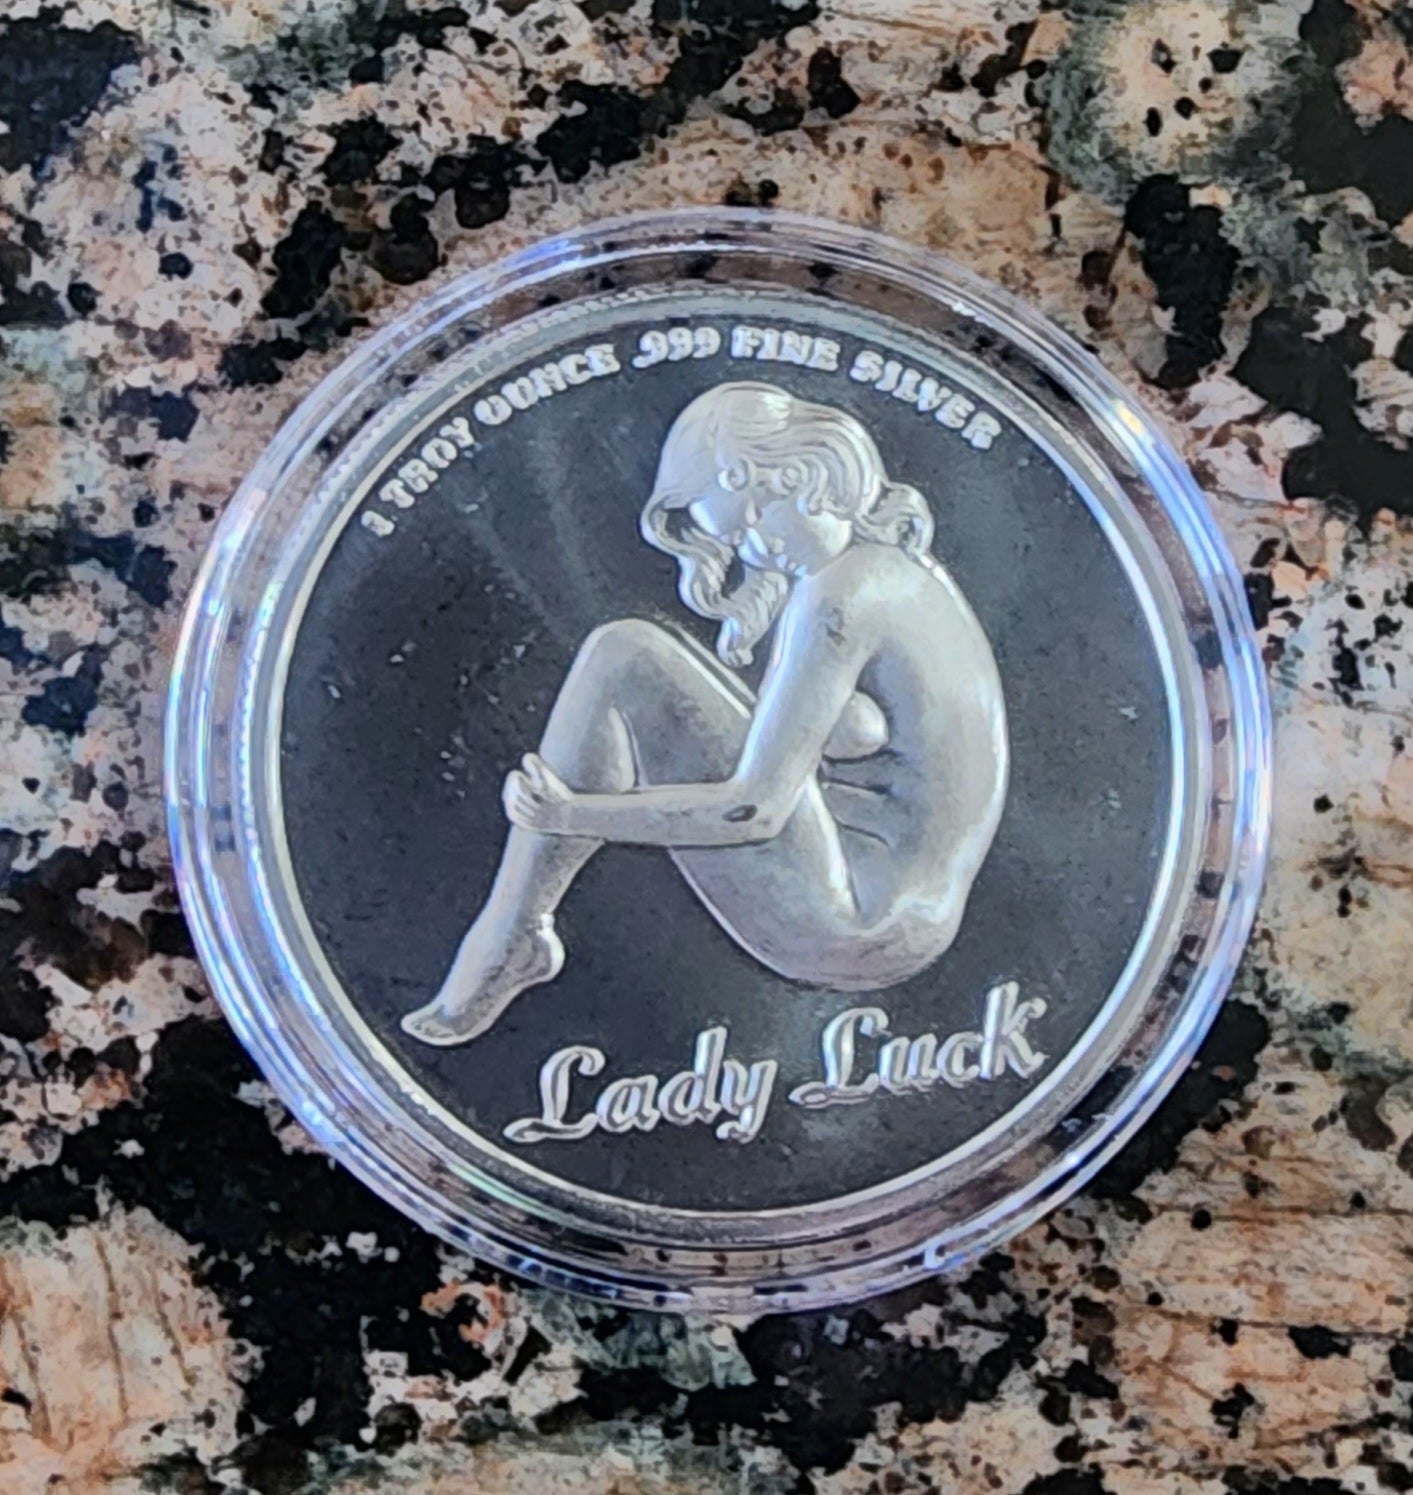 1 TROY OUNCE .999 FINE SILVER
Lady Luck